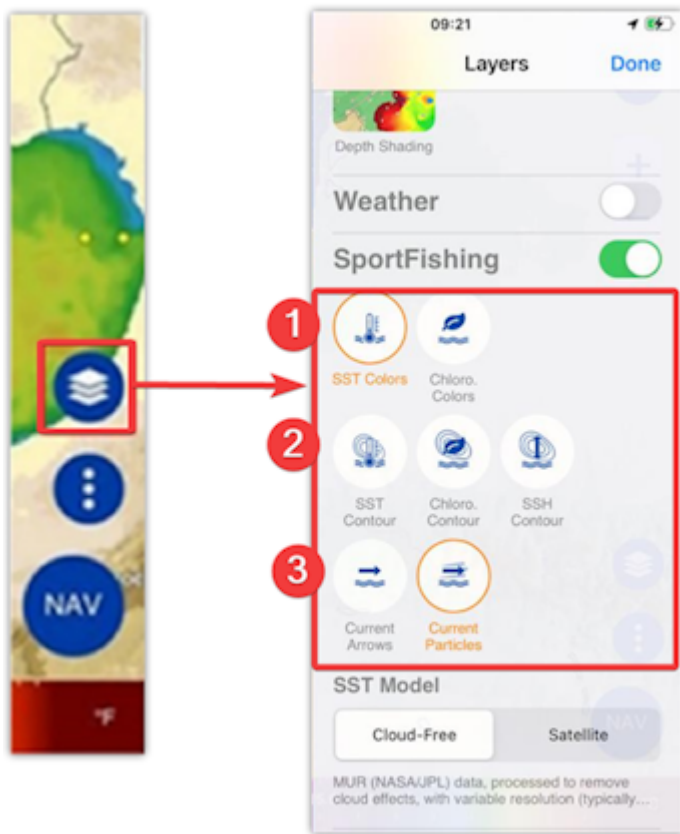 NAV
°F
09:21
Layers
Done
Depth Shading
Weather
SportFishing
1
SST Colors
Chloro.
Colors
2
SST
Contour
Chloro.
Contour
SSH
Contour
3
Current
Arrows
Current
Particles
SST Model
NAV
Cloud-Free
Satellite
MUR (NASA/JPL) data, processed to remove
cloud effects, with variable resolution (typically...